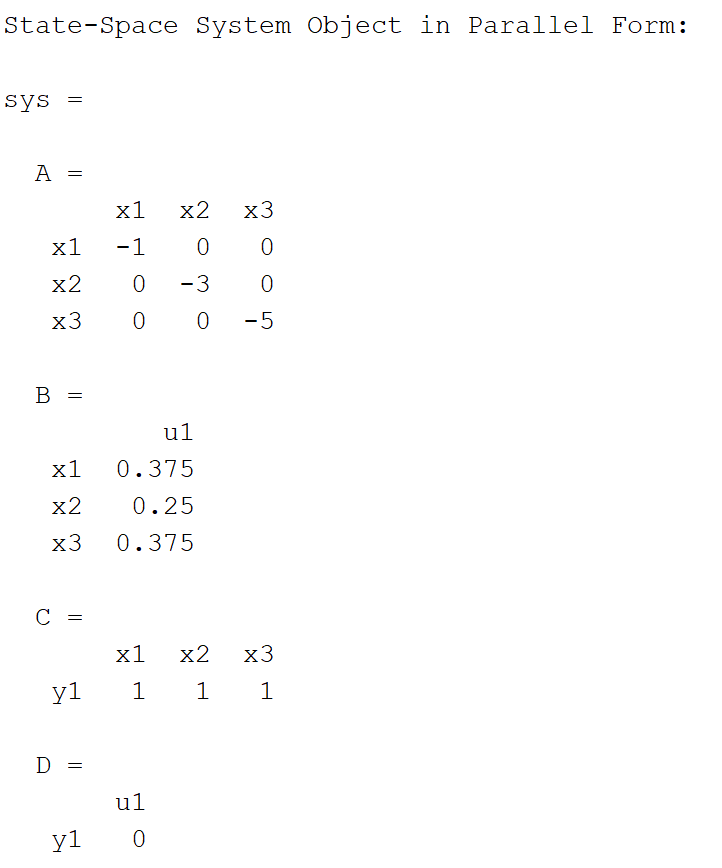 State-Space System Object in Parallel Form:
sys =
A =
x1 x2 x3
x1 -1 0 0
x2 0 -3 0
x3 0 0 -5
B =
u1
x1 0.375
x2 0.25
x3 0.375
C =
x1 x2 x3
y1 1 1 1
D =
u1
y1 0